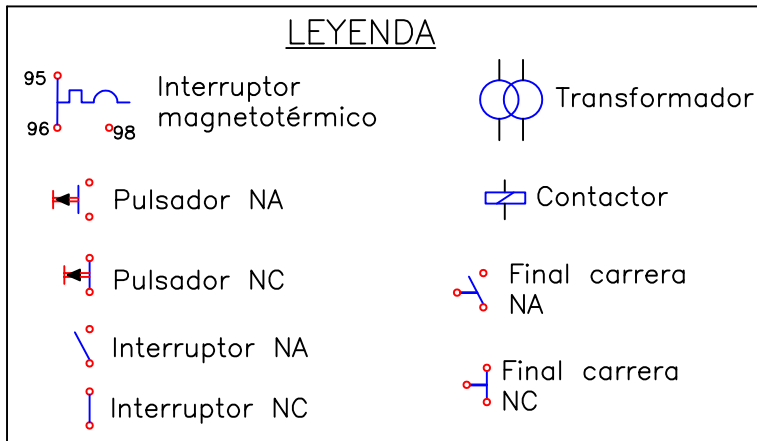 LEYENDA
95
96
98
Interruptor
magnetotérmico
Pulsador NA
Pulsador NC
Interruptor NA
Interruptor NC
Transformador
Contactor
Final carrera
NA
Final carrera
NC